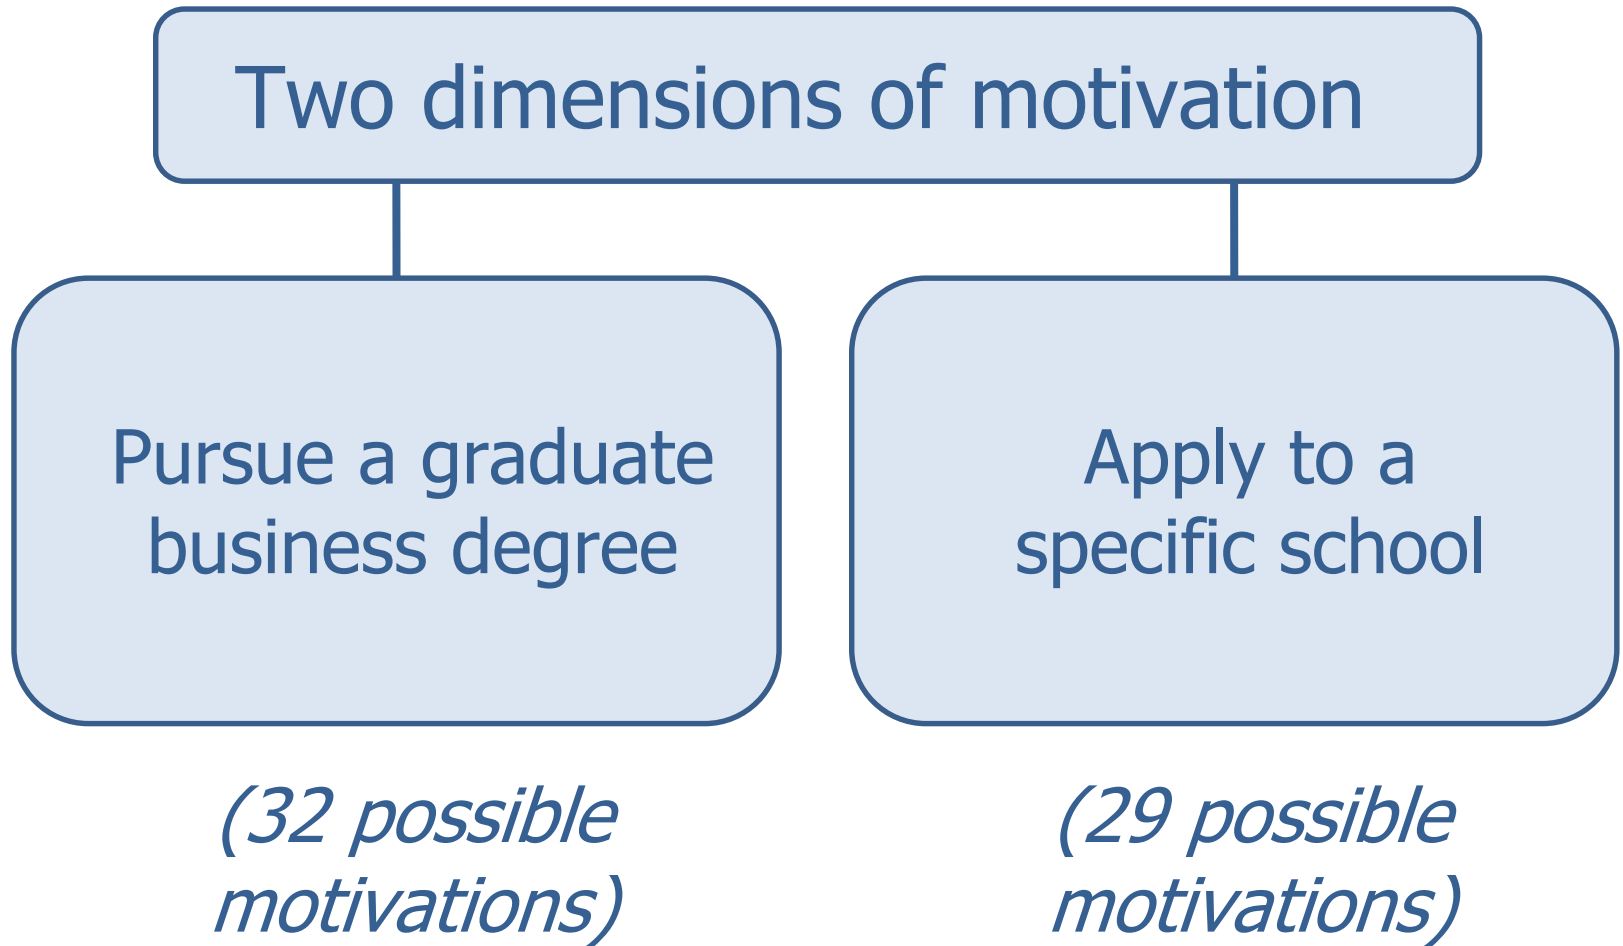 Two dimensions of motivation
Pursue a graduate
business degree
Apply to a
specific school
(32 possible
motivations)
(29 possible
motivations)